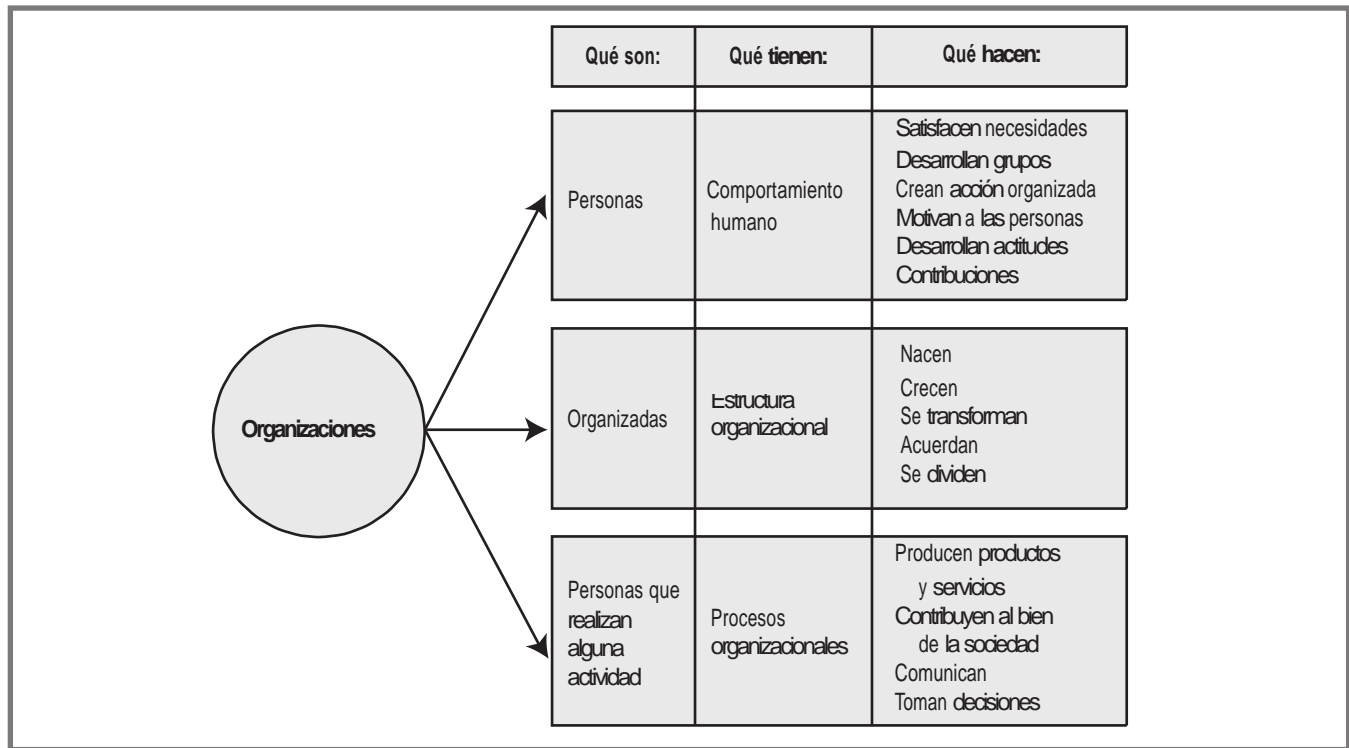 Qué son:
Qué tienen:
Qué hacen:
Personas
Comportamiento
humano
Satisfacen necesidades
Desarrollan grupos
Crean acción organizada
Motivan a las personas
Desarrollan actitudes
Contribuciones
Organizaciones
Organizadas
Estructura
organizacional
Nacen
Crecen
Se transforman
Acuerdan
Se dividen
Personas que
realizan
alguna
actividad
Procesos
organizacionales
Producen productos
y servicios
Contribuyen al bien
de la sociedad
Comunican
Toman decisiones